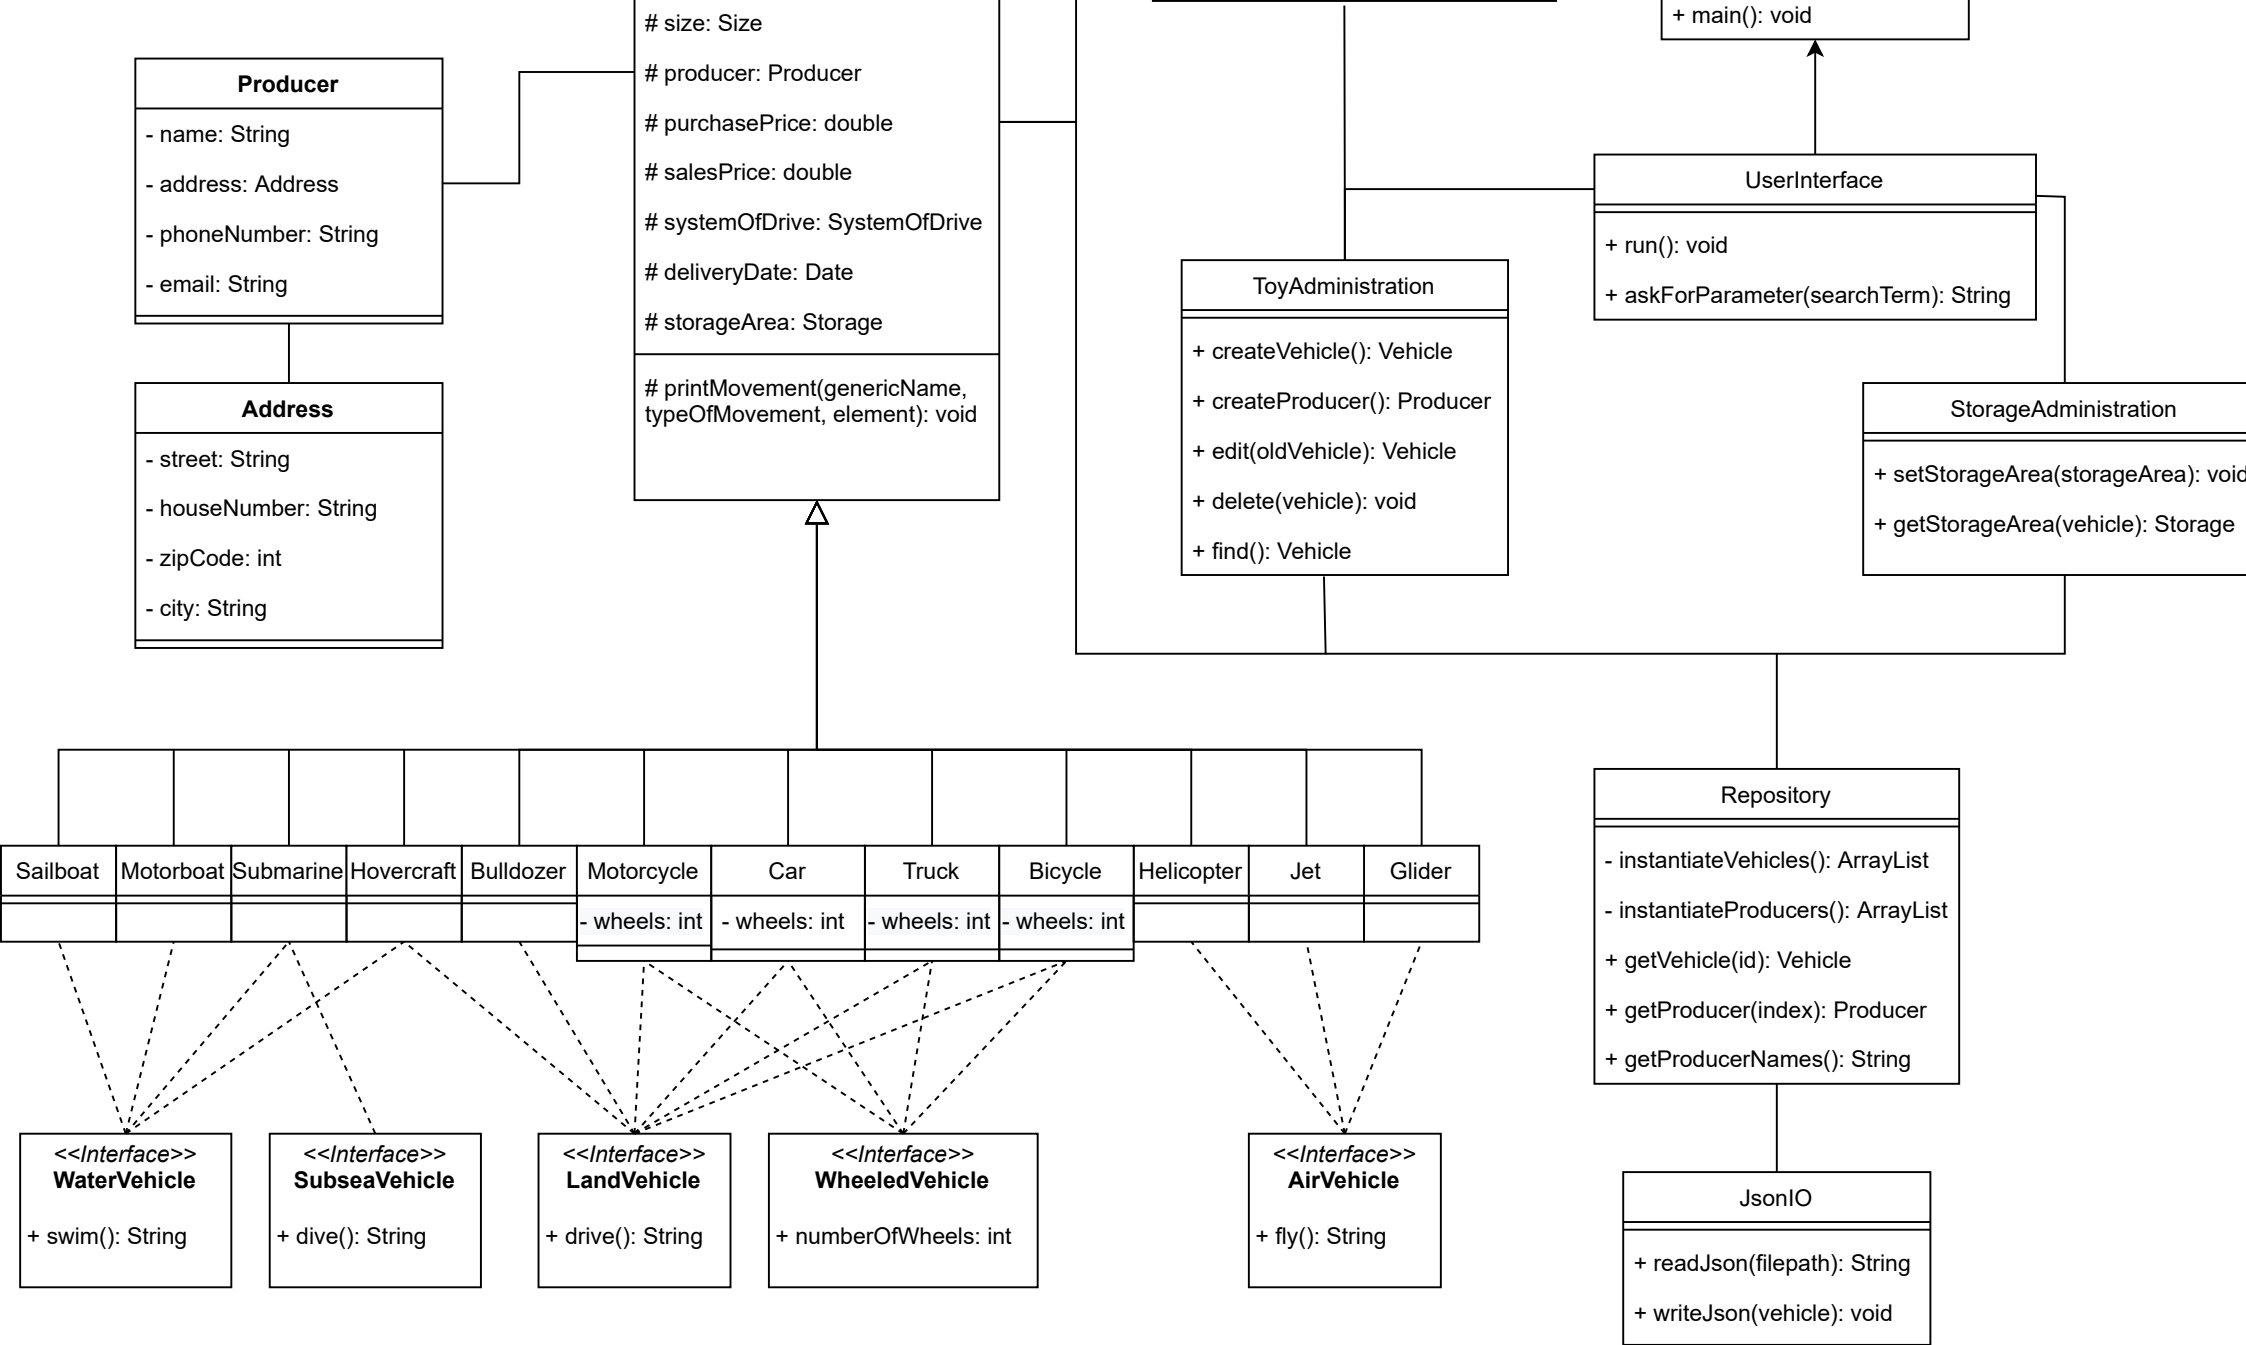 # size: Size
# producer: Producer
# purchasePrice: double
# salesPrice: double
# systemOfDrive: SystemOfDrive
# deliveryDate: Date
# storageArea: Storage
# printMovement(genericName,
typeOfMovement, element): void
Producer
- name: String
- address: Address
- phoneNumber: String
- email: String
Address
- street: String
- houseNumber: String
- zipCode: int
- city: String
+ main(): void
UserInterface
+ run(): void
+ askForParameter(searchTerm): String
ToyAdministration
+ createVehicle(): Vehicle
+ createProducer(): Producer
+ edit(oldVehicle): Vehicle
+ delete(vehicle): void
+ find(): Vehicle
StorageAdministration
+ setStorageArea(storageArea): void
+ getStorageArea(vehicle): Storage
Sailboat
Motorboat
Submarine
Hovercraft
Bulldozer
Motorcycle
- wheels: int
Car
- wheels: int
Truck
- wheels: int
Bicycle
- wheels: int
Helicopter
Jet
Glider
Repository
- instantiateVehicles(): ArrayList
- instantiateProducers(): ArrayList
+ getVehicle(id): Vehicle
+ getProducer(index): Producer
+ getProducerNames(): String
<<Interface>>
WaterVehicle
+ swim(): String
<<Interface>>
SubseaVehicle
+ dive(): String
<<Interface>>
LandVehicle
+ drive(): String
<<Interface>>
WheeledVehicle
+ numberOfWheels: int
<<Interface>>
AirVehicle
+ fly(): String
JsonIO
+ readJson(filepath): String
+ writeJson(vehicle): void